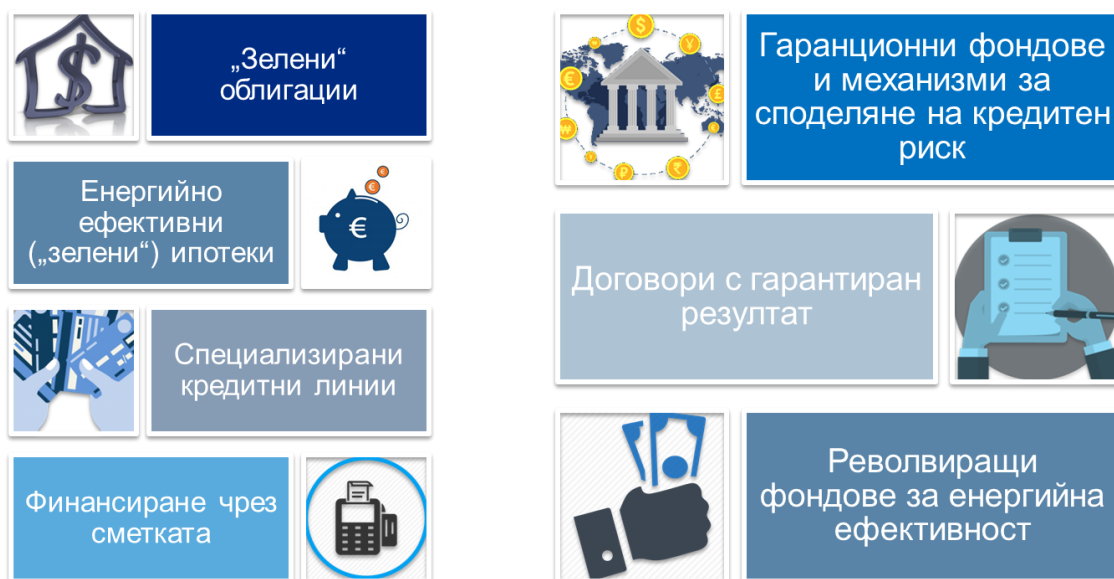 „Зелени“
облигации
Енергийно
ефективни
(„зелени“) ипотеки
Специализирани
кредитни линии
Финансиране чрез
сметката
Гаранционни фондове
и механизми за
споделяне на кредитен
риск
Договори с гарантиран
резултат
Револвиращи
фондове за енергийна
ефективност